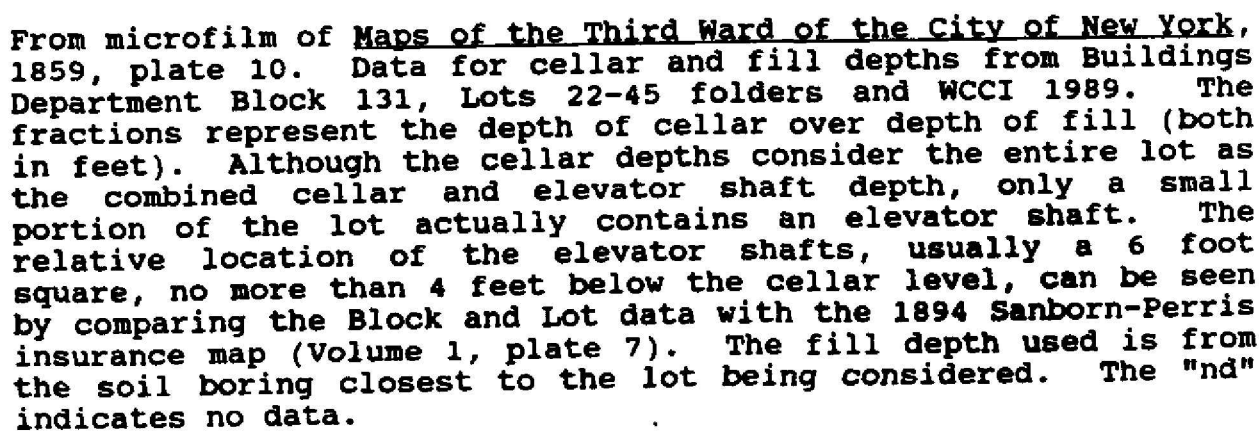 From microfilm of Maps of the Third Ward of the City of New York,
1859, plate 10. Data for cellar and fill depths from Buildings
Department Block 131, Lots 22-45 folders and WCCI 1989. The
fractions represent the depth of cellar over depth of fill (both
in feet). Although the cellar depths consider the entire lot as
the combined cellar and elevator shaft depth, only a small
portion of the lot actually contains an elevator shaft. The
relative location of the elevator shafts, usually a 6 foot
square, no more than 4 feet below the cellar level, can be seen
by comparing the Block and Lot data with the 1894 Sanborn-Perris
insurance map (Volume 1, plate 7). The fill depth used is from
the soil boring closest to the lot being considered. The "nd"
indicates no data.